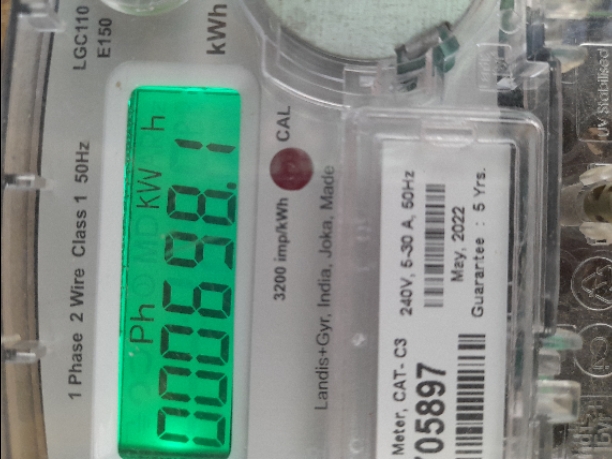 LGC110
E150
1 Phase 2 Wire Class 1 50Hz
Ph kW h
000698.1
kWh
3200 imp/kWh CAL
Landis+Gyr, India, Joka, Made
Meter, CAT- C3 240V, 5-30 A, 50Hz
05897
May, 2022
Guarantee : 5 Yrs.